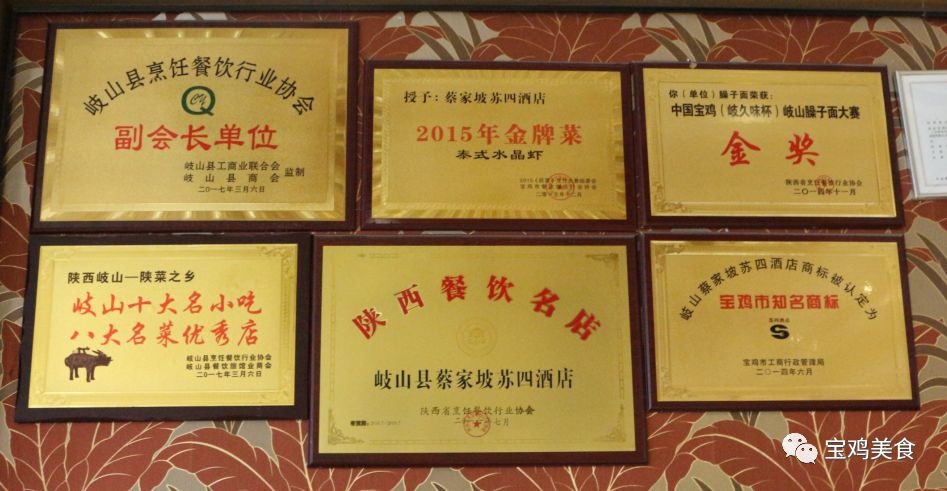 岐山县烹饪餐饮行业协会
副会长单位
岐山县工商业联合会
岐山县商会
监制
二〇一七年三月六日
授予：蔡家坡苏四酒店
2015年金牌菜
泰式水晶虾
你（单位）臊子面荣获：
中国宝鸡（岐久味杯）岐山臊子面大赛
金奖
陕西省烹饪餐饮行业协会
二〇一四年十一月
陕西岐山—陕菜之乡
岐山十大名小吃
八大名菜优秀店
岐山县烹饪餐饮行业协会
岐山县餐饮旅馆业商会
二〇一七年三月六日
陕西餐饮名店
岐山县蔡家坡苏四酒店
陕西省烹饪餐饮行业协会
岐山蔡家坡苏四酒店商标被认定为
宝鸡市知名商标
S
宝鸡市工商行政管理局
二〇一四年六月
宝鸡美食